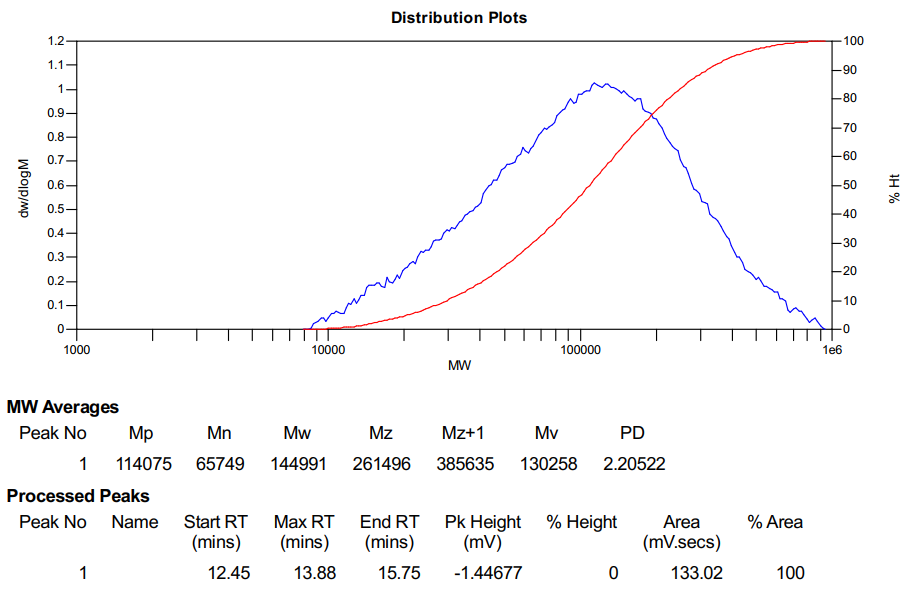 Distribution Plots
1.2
1.1
1
0.9
0.8
0.7
0.6
0.5
0.4
0.3
0.2
0.1
0
dw/dlogM
100
90
80
70
60
50
40
30
20
10
0
% Ht
1000 10000 100000 1e6
MW
MW Averages
Peak No Mp Mn Mw Mz Mz+1 Mv PD
1 114075 65749 144991 261496 385635 130258 2.20522
Processed Peaks
Peak No Name Start RT Max RT End RT Pk Height % Height Area % Area
(mins) (mins) (mins) (mV) (mV.secs)
1 12.45 13.88 15.75 -1.44677 0 133.02 100